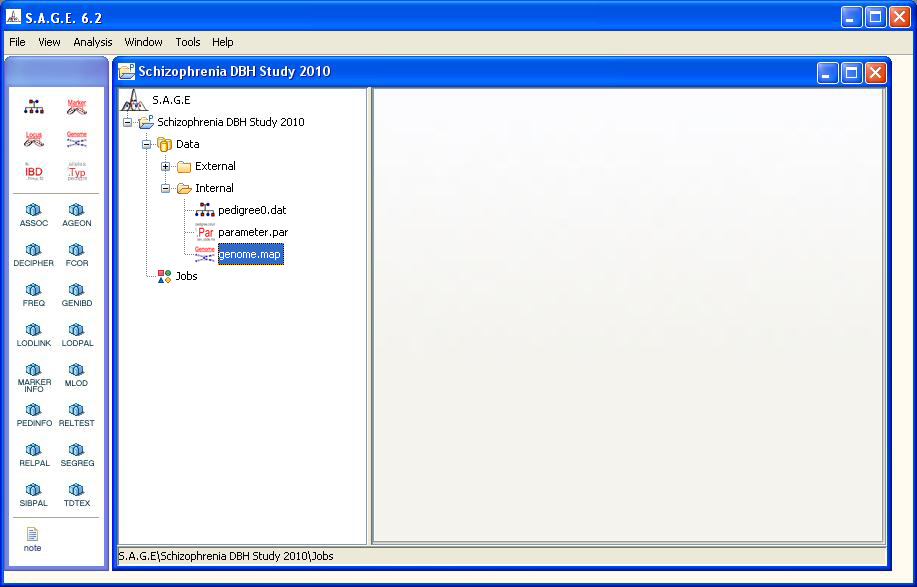 S.A.G.E. 6.2
File View Analysis Window Tools Help
Schizophrenia DBH Study 2010
S.A.G.E
Schizophrenia DBH Study 2010
Data
External
Internal
pedigree0.dat
.Par parameter.par
Genome genome.map
Jobs
Marker
Locus Genome
IBD Typ
ASSOC AGEON
DECIPHER FCOR
FREQ GENIBD
LODLINK LODPAL
MARKER INFO MLOD
PEDINFO RELTEST
RELPAL SEGREG
SIBPAL TDTEX
note
S.A.G.E\Schizophrenia DBH Study 2010\Jobs